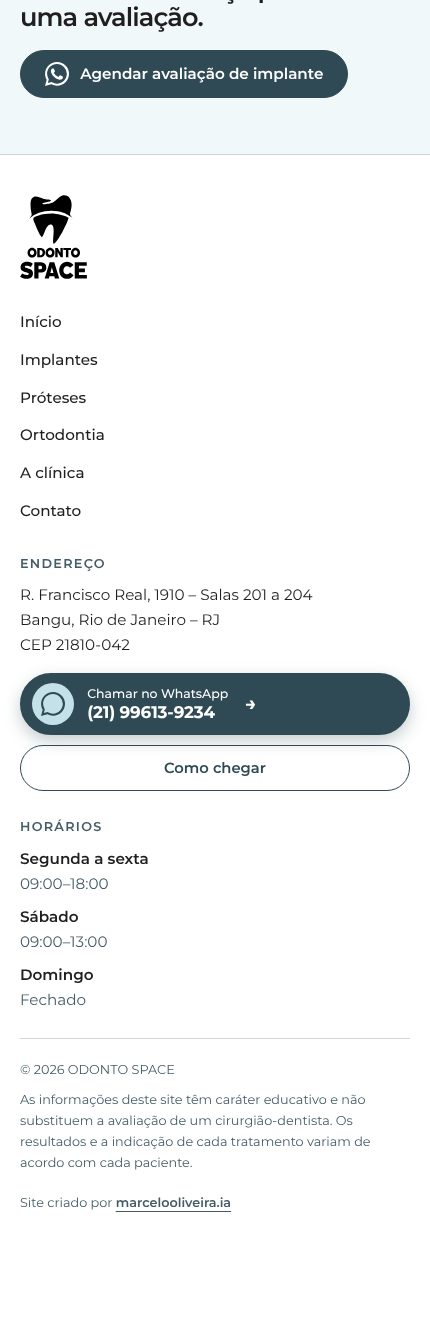 uma avaliação.
Agendar avaliação de implante
ODONTO
SPACE
Início
Implantes
Próteses
Ortodontia
A clínica
Contato
ENDEREÇO
R. Francisco Real, 1910 – Salas 201 a 204
Bangu, Rio de Janeiro – RJ
CEP 21810-042
Chamar no WhatsApp
(21) 99613-9234 →
Como chegar
HORÁRIOS
Segunda a sexta
09:00–18:00
Sábado
09:00–13:00
Domingo
Fechado
© 2026 ODONTO SPACE
As informações deste site têm caráter educativo e não
substituem a avaliação de um cirurgião-dentista. Os
resultados e a indicação de cada tratamento variam de
acordo com cada paciente.
Site criado por marcelooliveira.ia